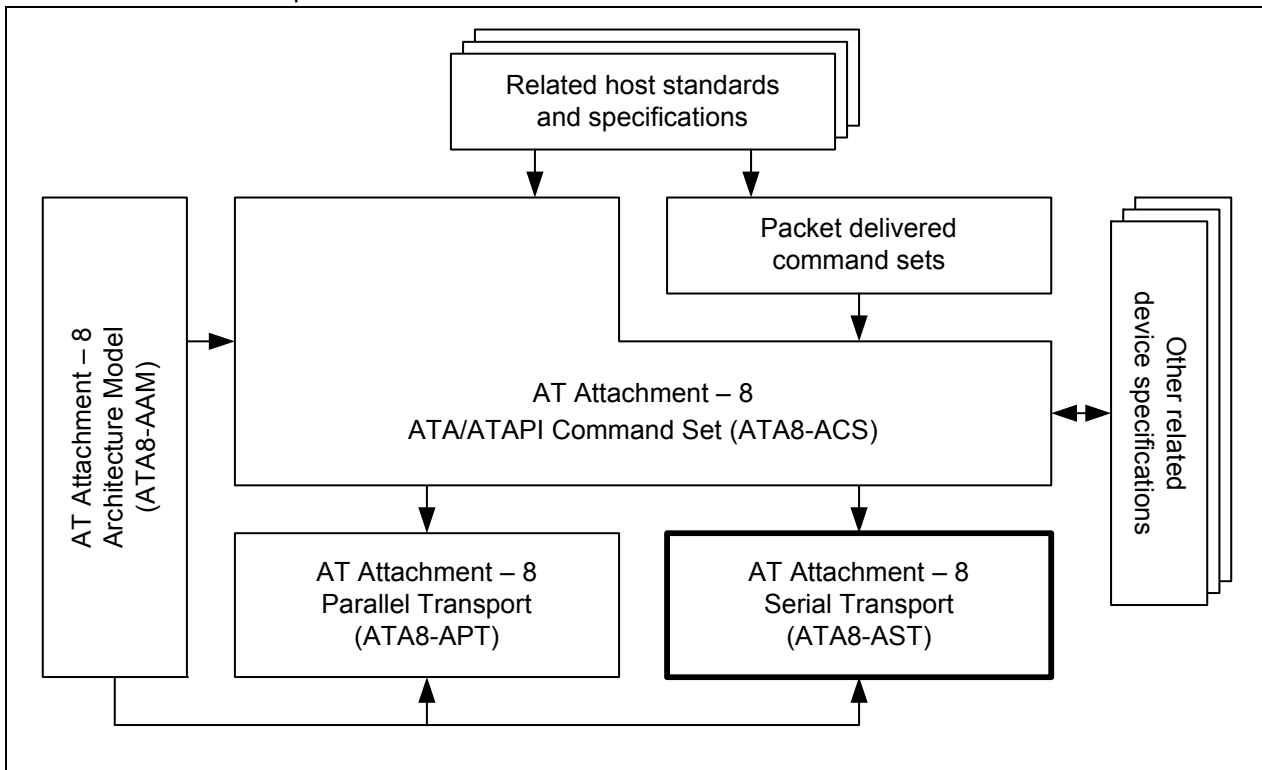 Related host standards
and specifications
AT Attachment – 8
Architecture Model
(ATA8-AAM)
Packet delivered
command sets
Other related
device specifications
AT Attachment – 8
ATA/ATAPI Command Set (ATA8-ACS)
AT Attachment – 8
Parallel Transport
(ATA8-APT)
AT Attachment – 8
Serial Transport
(ATA8-AST)